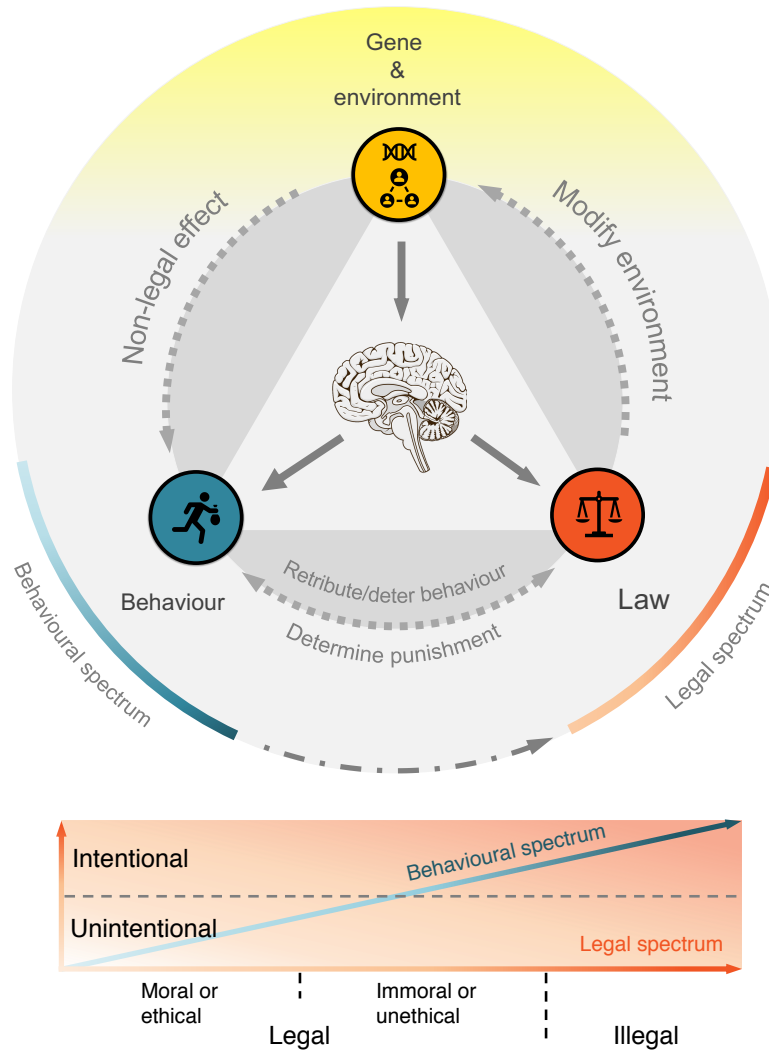 Gene
&
environment
Non-legal effect
Modify environment
Behaviour
Law
Retribute/deter behaviour
Determine punishment
Behavioural spectrum
Legal spectrum
Intentional
Behavioural spectrum
Unintentional
Legal spectrum
Moral or
ethical
Immoral or
unethical
Legal
Illegal